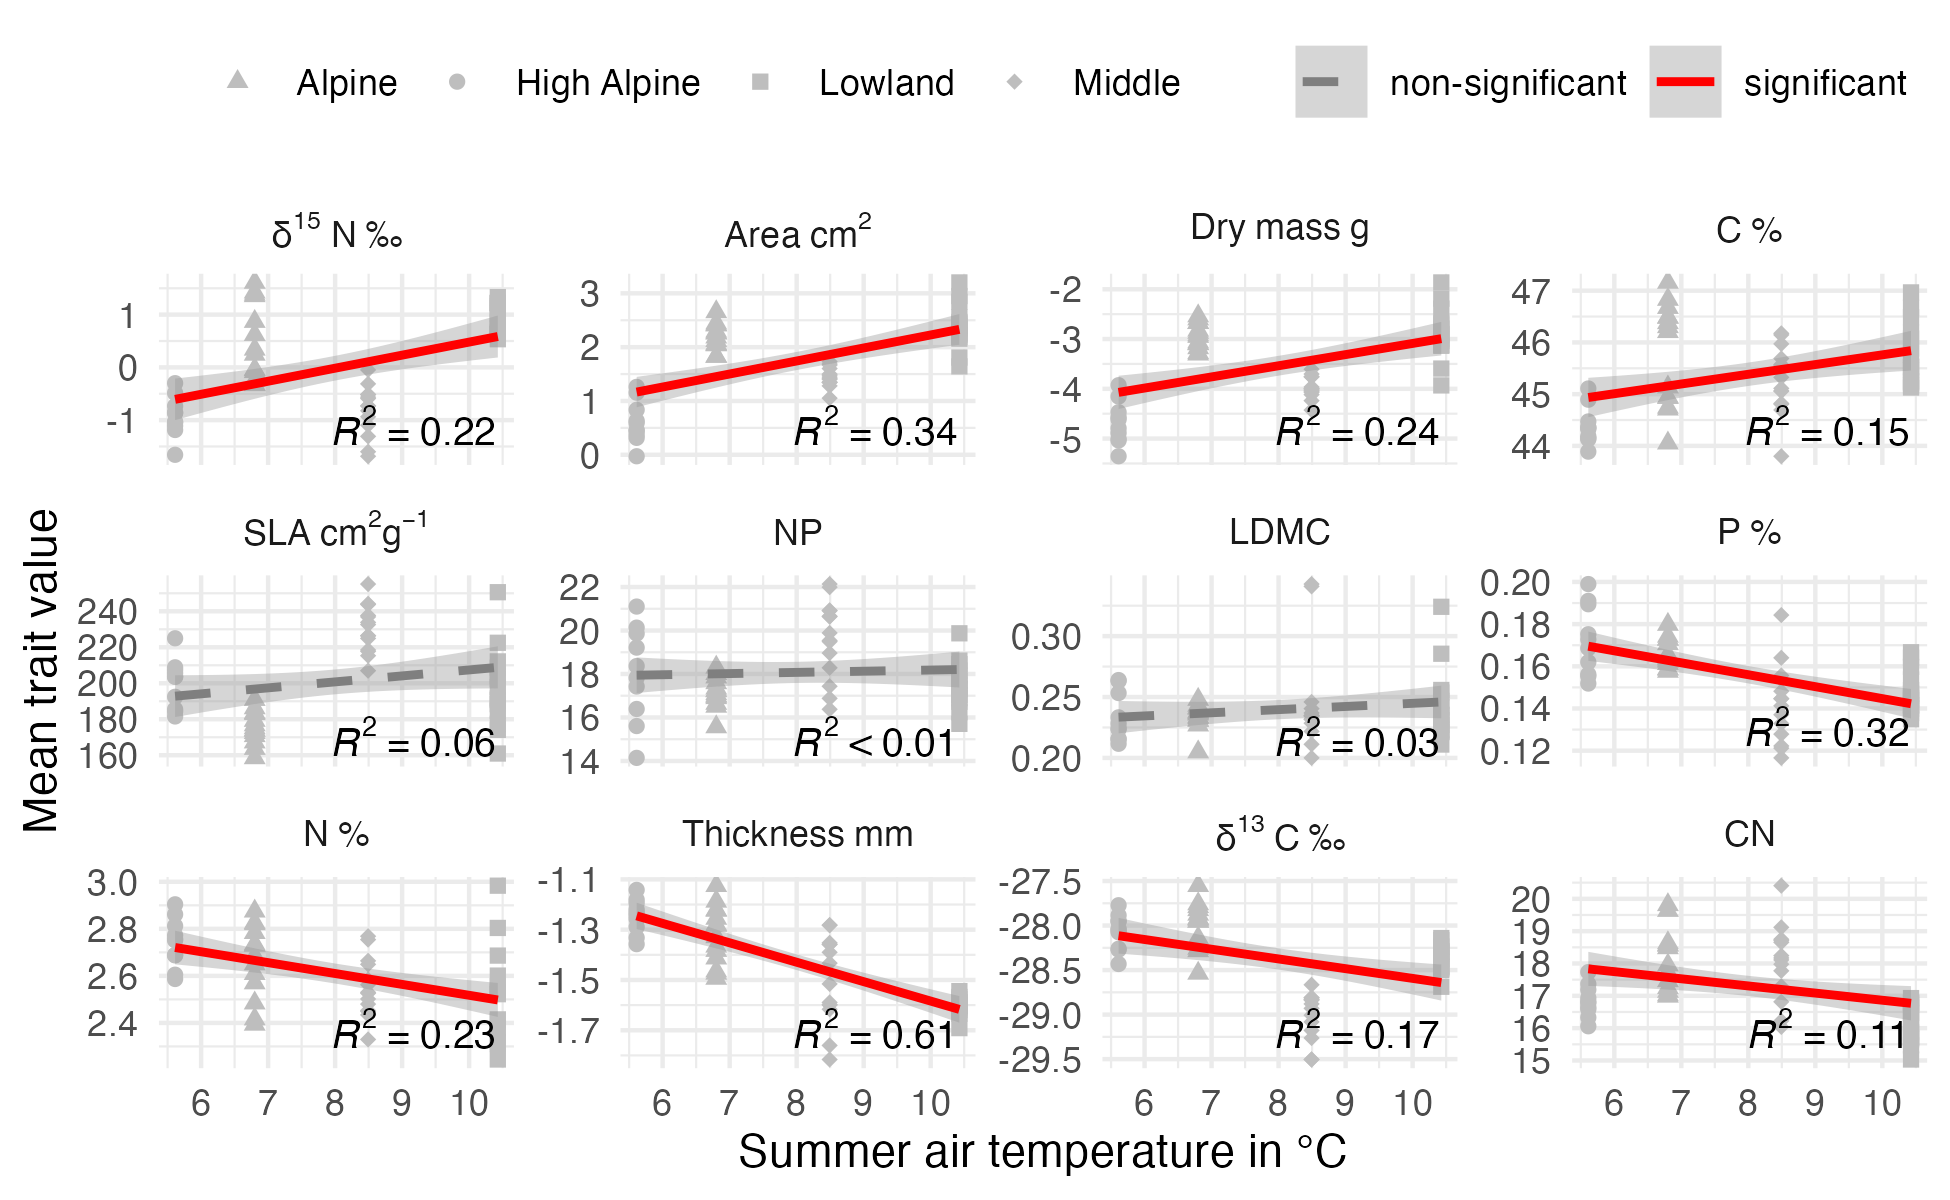 Alpine High Alpine Lowland Middle non-significant significant
δ¹⁵ N ‰ Area cm² Dry mass g C %
1
0
-1
R² = 0.22
3
2
1
0
R² = 0.34
-2
-3
-4
-5
R² = 0.24
47
46
45
44
R² = 0.15
Mean trait value
SLA cm²g⁻¹ NP LDMC P %
240
220
200
180
160
R² = 0.06
22
20
18
16
14
R² < 0.01
0.30
0.25
0.20
R² = 0.03
0.20
0.18
0.16
0.14
0.12
R² = 0.32
N % Thickness mm δ¹³ C ‰ CN
3.0
2.8
2.6
2.4
R² = 0.23
-1.1
-1.3
-1.5
-1.7
R² = 0.61
-27.5
-28.0
-28.5
-29.0
-29.5
R² = 0.17
20
19
18
17
16
15
R² = 0.11
6 7 8 9 10 6 7 8 9 10 6 7 8 9 10 6 7 8 9 10
Summer air temperature in °C